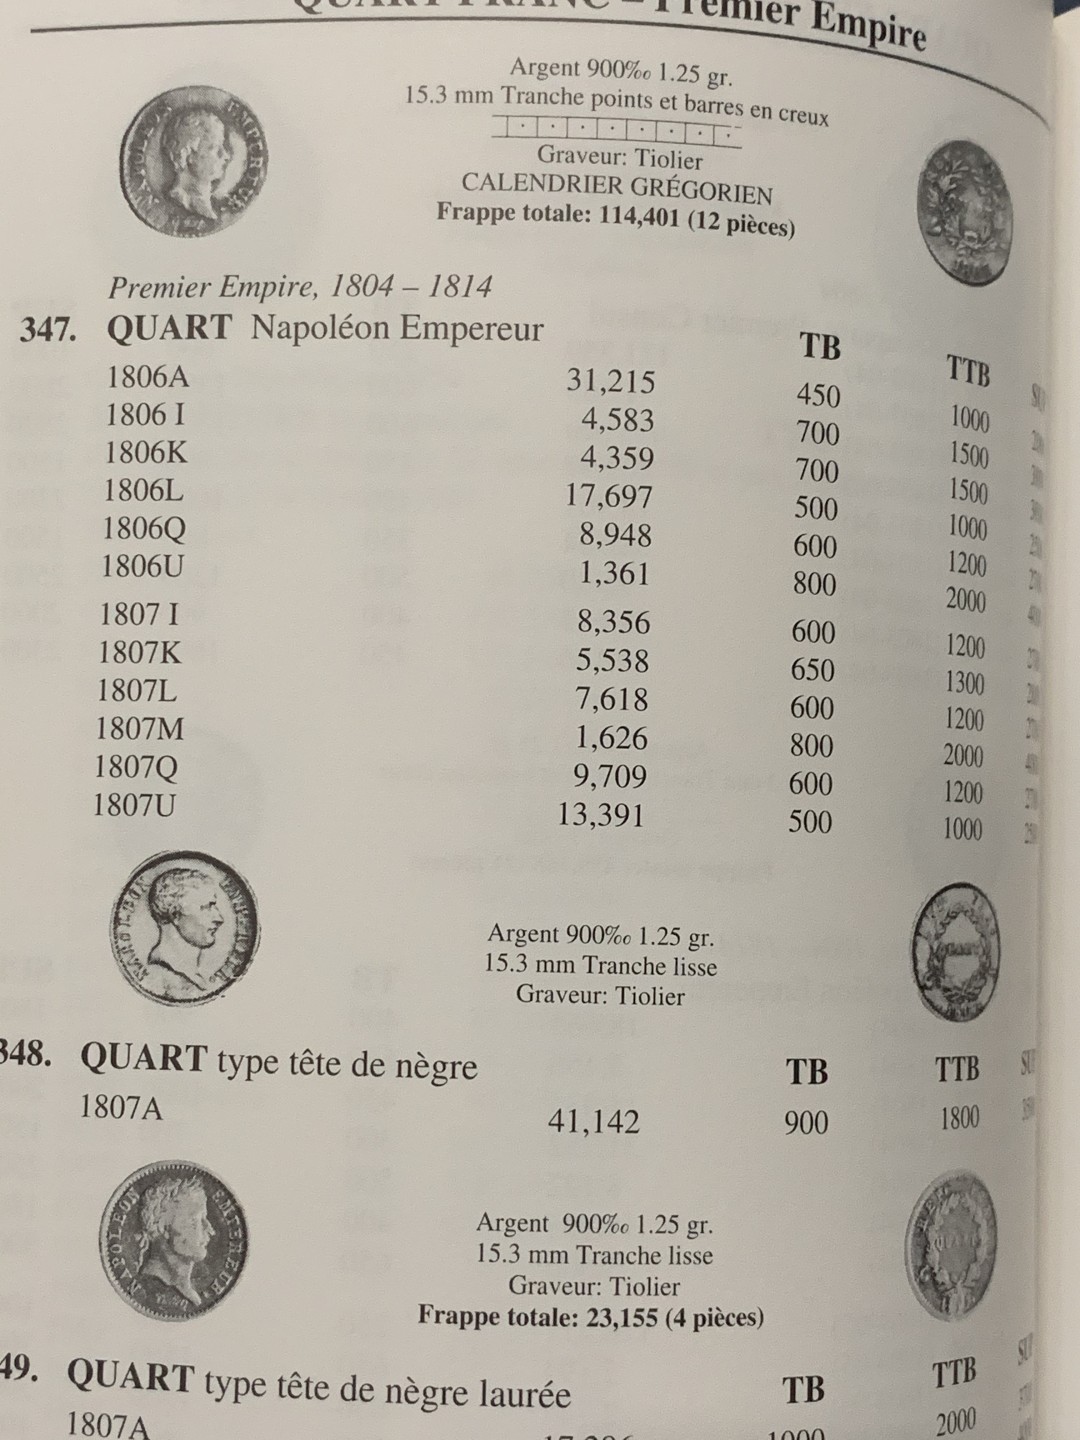 QUART FRANC – Premier Empire
Argent 900‰ 1.25 gr.
15.3 mm Tranche points et barres en creux
Graveur: Tiolier
CALENDRIER GRÉGORIEN
Frappe totale: 114,401 (12 pièces)
Premier Empire, 1804 – 1814
347. QUART Napoléon Empereur TB TTB
1806A 31,215 450 1000
1806 I 4,583 700 1500
1806K 4,359 700 1500
1806L 17,697 500 1000
1806Q 8,948 600 1200
1806U 1,361 800 2000
1807 I 8,356 600 1200
1807K 5,538 650 1300
1807L 7,618 600 1200
1807M 1,626 800 2000
1807Q 9,709 600 1200
1807U 13,391 500 1000
Argent 900‰ 1.25 gr.
15.3 mm Tranche lisse
Graveur: Tiolier
348. QUART type tête de nègre TB TTB
1807A 41,142 900 1800
NAPOLEON EMPEREUR
Argent 900‰ 1.25 gr.
15.3 mm Tranche lisse
Graveur: Tiolier
Frappe totale: 23,155 (4 pièces)
49. QUART type tête de nègre laurée TB TTB
1807A 1000 2000